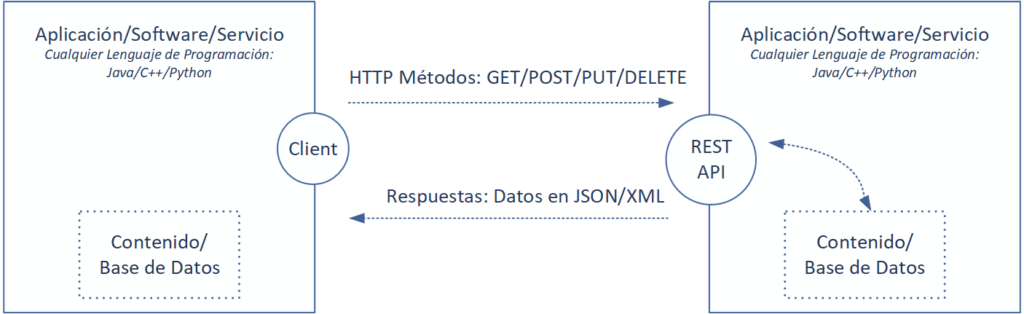 Aplicación/Software/Servicio
Cualquier Lenguaje de Programación:
Java/C++/Python
Client
Contenido/
Base de Datos
HTTP Métodos: GET/POST/PUT/DELETE
Respuestas: Datos en JSON/XML
Aplicación/Software/Servicio
Cualquier Lenguaje de Programación:
Java/C++/Python
REST
API
Contenido/
Base de Datos